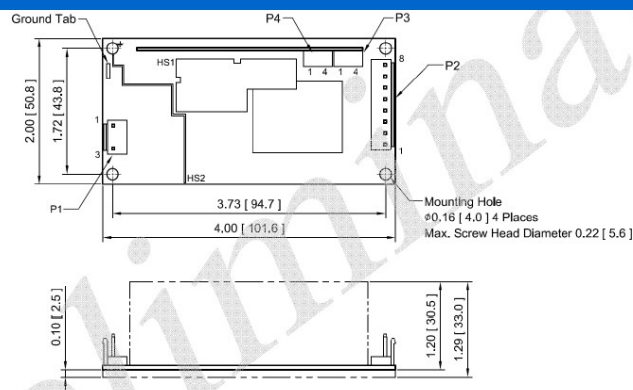 Ground Tab
P4
P3
HS1
1 4 1 4
8
P2
2.00 [ 50.8 ]
1.72 [ 43.8 ]
1
3
1
HS2
P1
3.73 [ 94.7 ]
4.00 [ 101.6 ]
Mounting Hole
ø0.16 [ 4.0 ] 4 Places
Max. Screw Head Diameter 0.22 [ 5.6 ]
0.10 [ 2.5 ]
1.20 [ 30.5 ]
1.29 [ 33.0 ]
limina